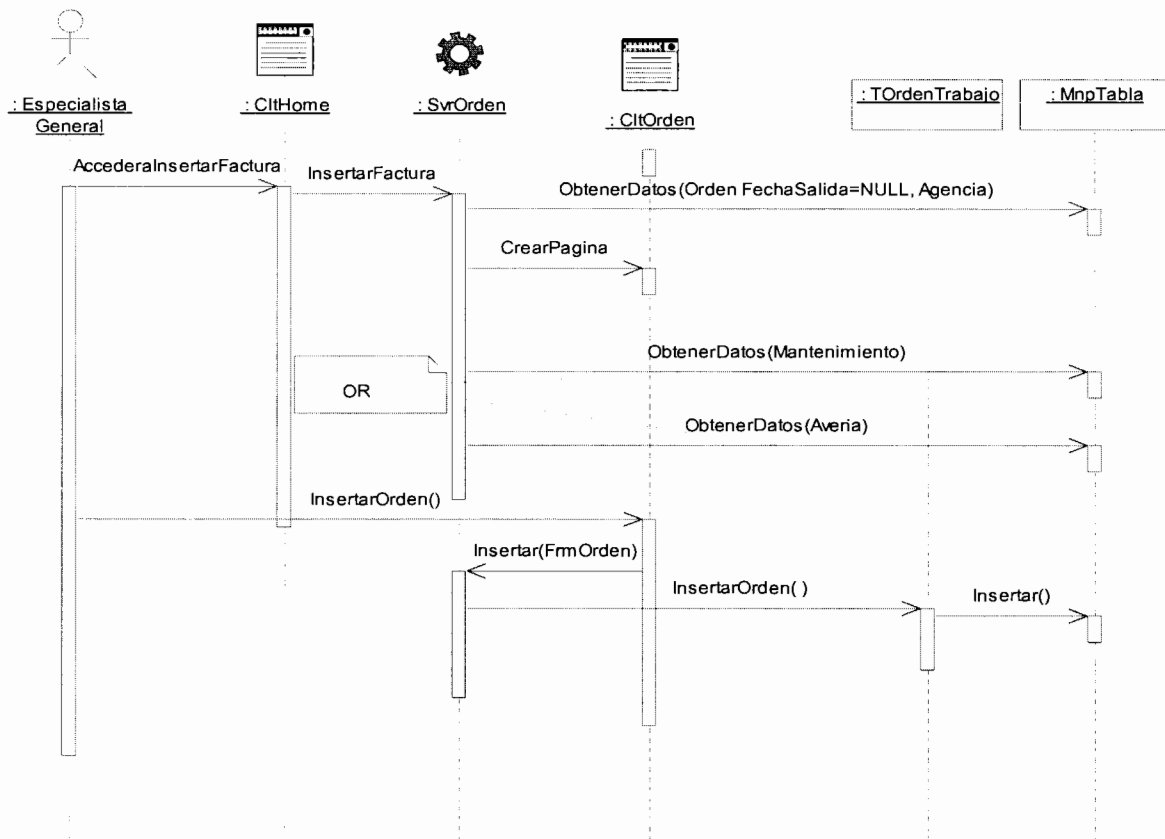 : Especialista
General
: CltHome
: SvrOrden
: CltOrden
: TOrdenTrabajo
: MnpTabla
AccederaInsertarFactura
InsertarFactura
ObtenerDatos(Orden FechaSalida=NULL, Agencia)
CrearPagina
ObtenerDatos(Mantenimiento)
OR
ObtenerDatos(Averia)
InsertarOrden()
Insertar(FrmOrden)
InsertarOrden( )
Insertar()